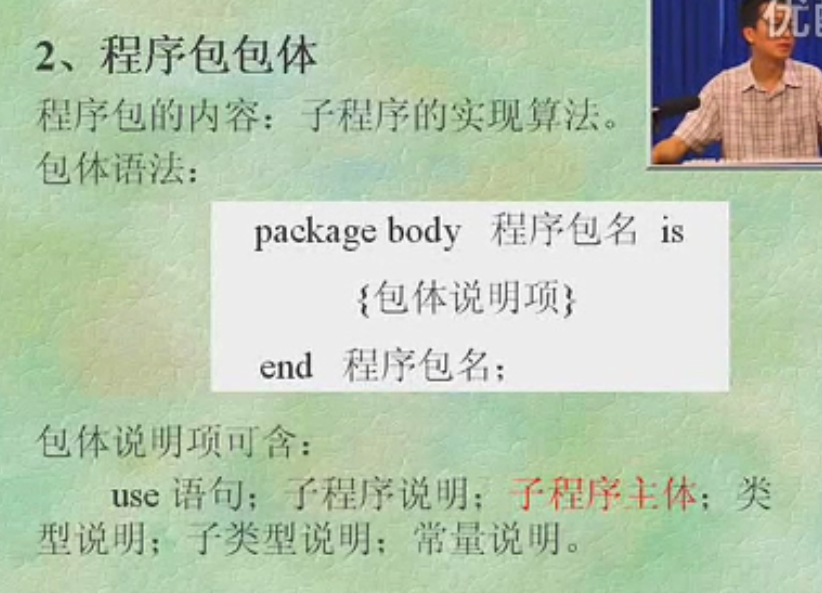 2、程序包包体
程序包的内容：子程序的实现算法。
包体语法：
package body 程序包名 is
{包体说明项}
end 程序包名；
包体说明项可含：
use 语句；子程序说明；子程序主体；类
型说明；子类型说明；常量说明。
优